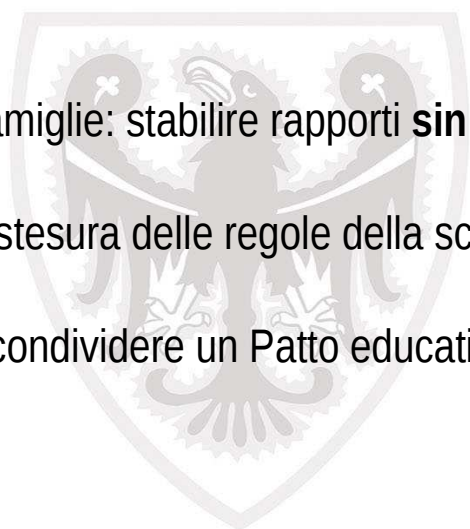 amiglie: stabilire rapporti sin
stesura delle regole della sc
condividere un Patto educati